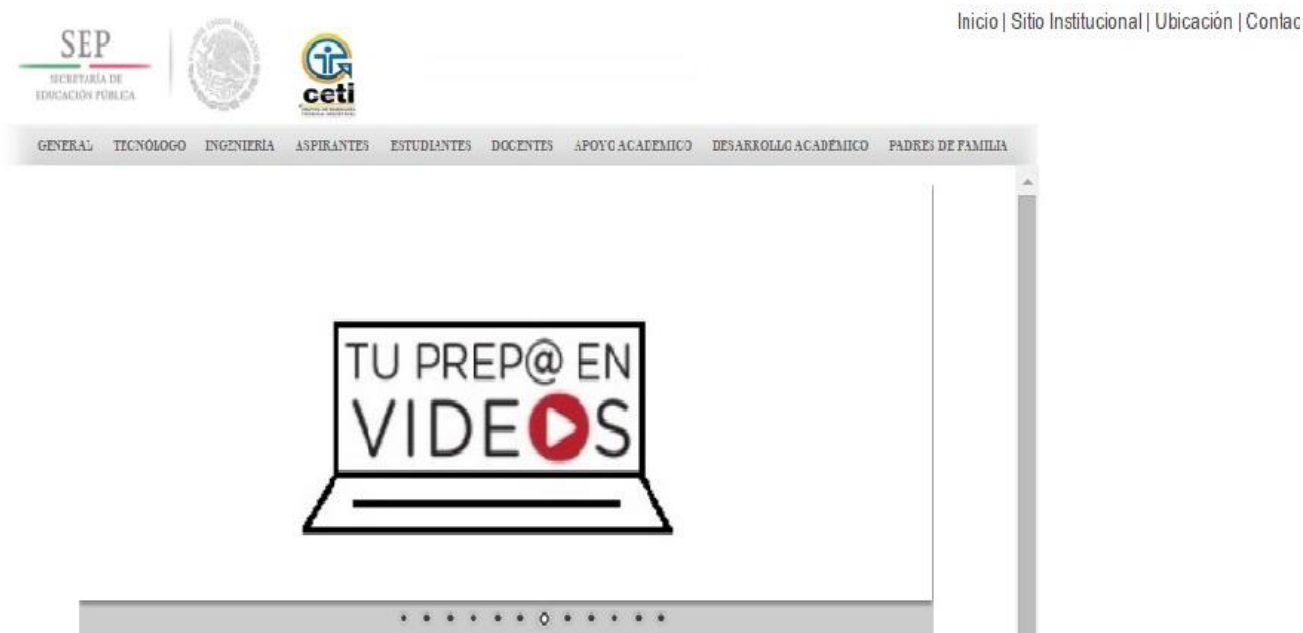 Inicio | Sitio Institucional | Ubicación | Contac
SEP
SECRETARÍA DE
EDUCACIÓN PÚBLICA
ceti
GENERAL TECNÓLOGO INGENIERÍA ASPIRANTES ESTUDIANTES DOCENTES APOYO ACADEMICO DESARROLLO ACADÉMICO PADRES DE FAMILIA
TU PREP@ EN
VIDEOS